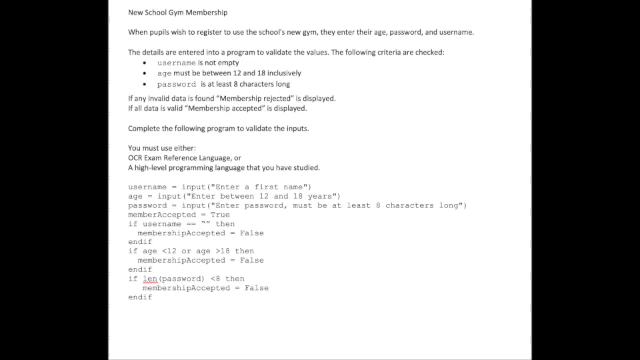 New School Gym Membership
When pupils wish to register to use the school's new gym, they enter their age, password, and username.
The details are entered into a program to validate the values. The following criteria are checked:
• username is not empty
• age must be between 12 and 18 inclusively
• password is at least 8 characters long
If any invalid data is found "Membership rejected" is displayed.
If all data is valid "Membership accepted" is displayed.
Complete the following program to validate the inputs.
You must use either:
OCR Exam Reference Language, or
A high-level programming language that you have studied.
username = input("Enter a first name")
age = input("Enter between 12 and 18 years")
password = input("Enter password, must be at least 8 characters long")
memberAccepted = True
if username == "" then
  membershipAccepted = False
endif
if age <12 or age >18 then
  membershipAccepted = False
endif
if len(password) <8 then
   membershipAccepted = False
endif